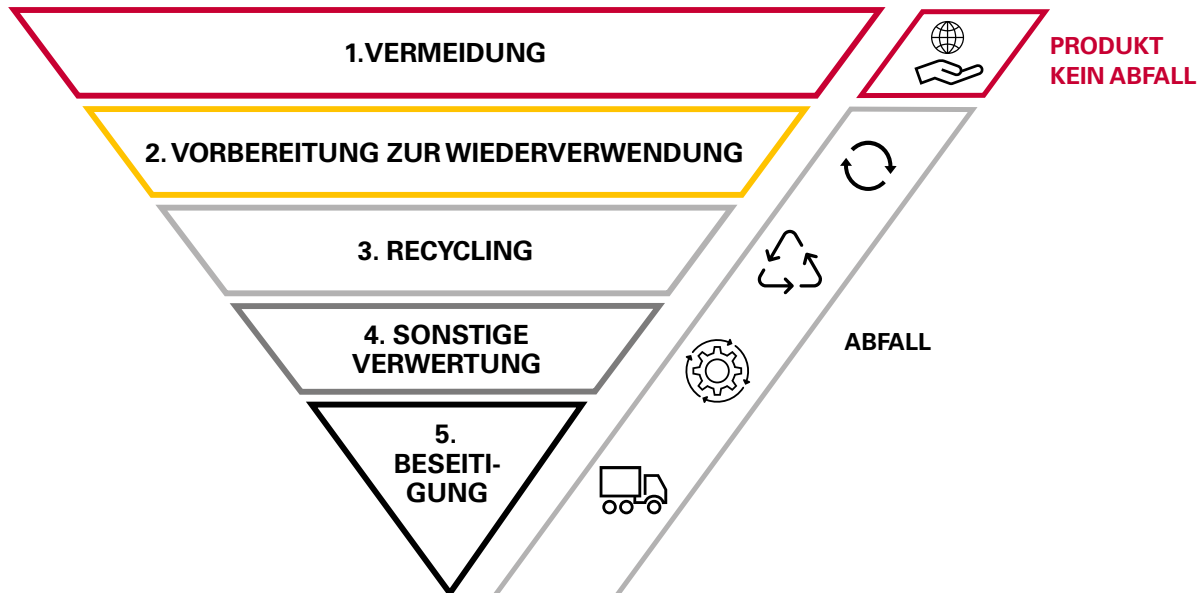 1.VERMEIDUNG
PRODUKT
KEIN ABFALL
2. VORBEREITUNG ZUR WIEDERVERWENDUNG
3. RECYCLING
4. SONSTIGE
VERWERTUNG
ABFALL
5.
BESEITI-
GUNG